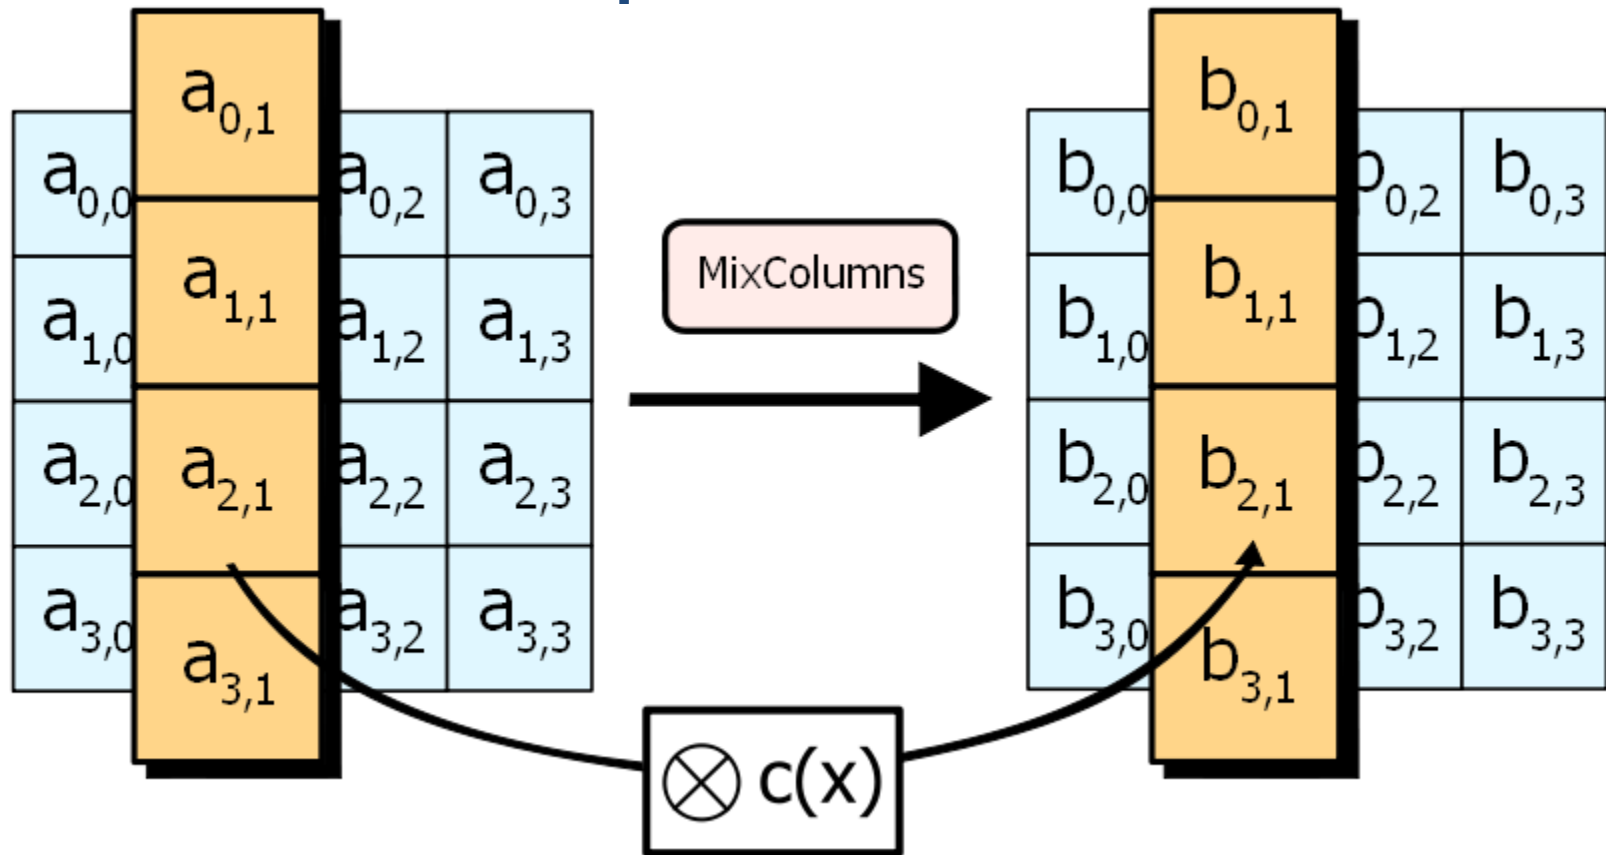 a0,1
a0,0 a0,2 a0,3
a1,1
a1,0 a1,2 a1,3
a2,1
a2,0 a2,2 a2,3
a3,1
a3,0 a3,2 a3,3
MixColumns
⊗ c(x)
b0,1
b0,0 b0,2 b0,3
b1,1
b1,0 b1,2 b1,3
b2,1
b2,0 b2,2 b2,3
b3,1
b3,0 b3,2 b3,3